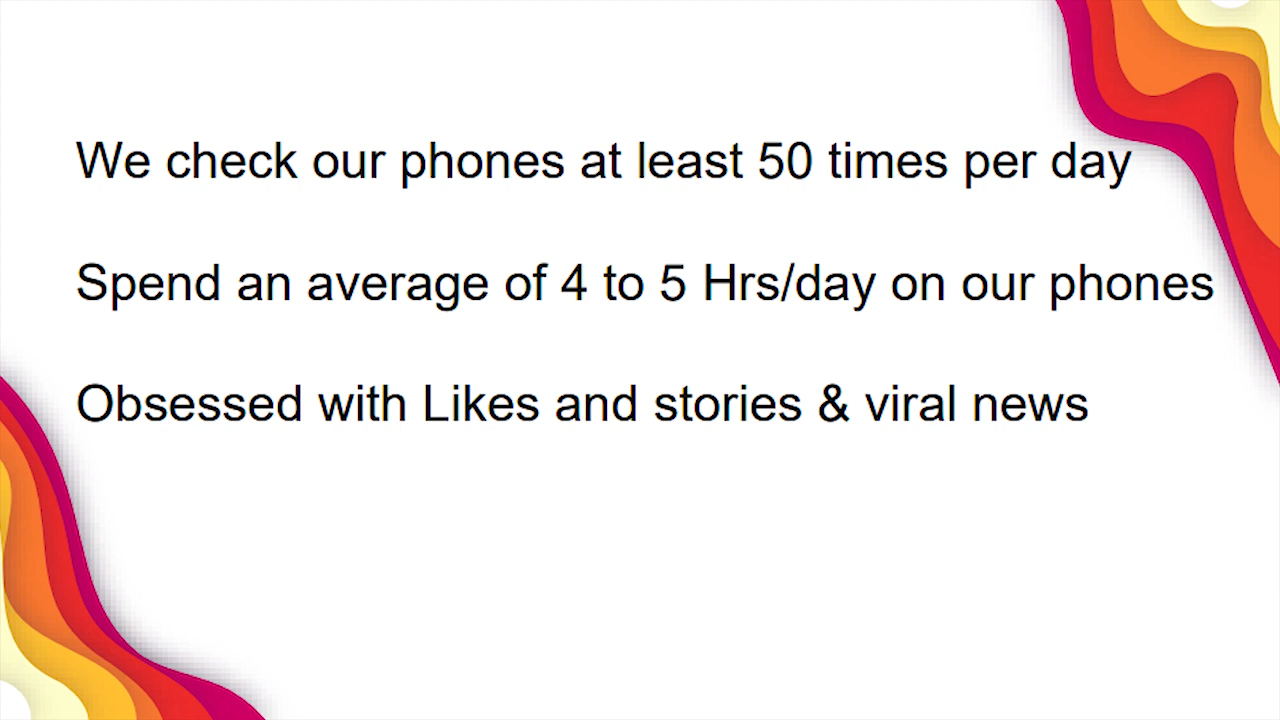 We check our phones at least 50 times per day
Spend an average of 4 to 5 Hrs/day on our phones
Obsessed with Likes and stories & viral news